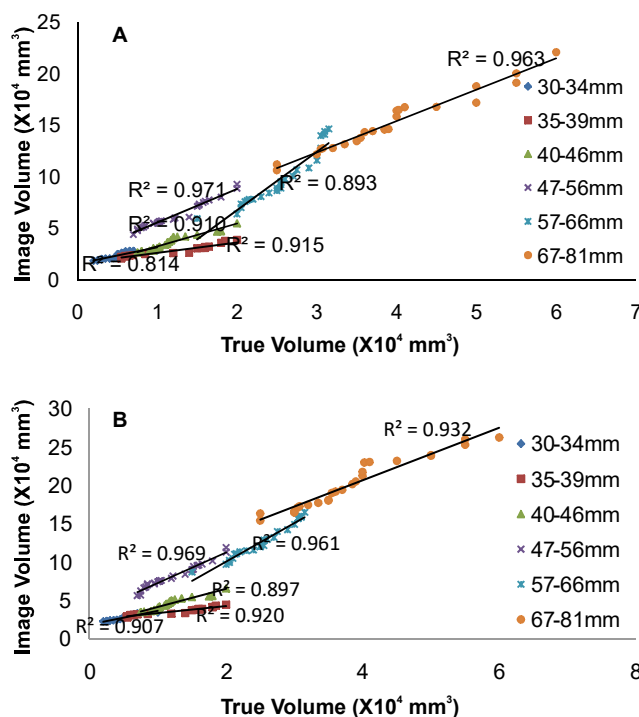 A
Image Volume (X10⁴ mm³)
25
20
15
10
5
0
R² = 0.963
R² = 0.971
R² = 0.893
R² = 0.910
R² = 0.915
R² = 0.814
30-34mm
35-39mm
40-46mm
47-56mm
57-66mm
67-81mm
0 1 2 3 4 5 6 7
True Volume (X10⁴ mm³)
B
Image Volume (X10⁴ mm³)
30
25
20
15
10
5
0
R² = 0.932
R² = 0.969
R² = 0.961
R² = 0.897
R² = 0.920
R² = 0.907
30-34mm
35-39mm
40-46mm
47-56mm
57-66mm
67-81mm
0 2 4 6 8
True Volume (X10⁴ mm³)